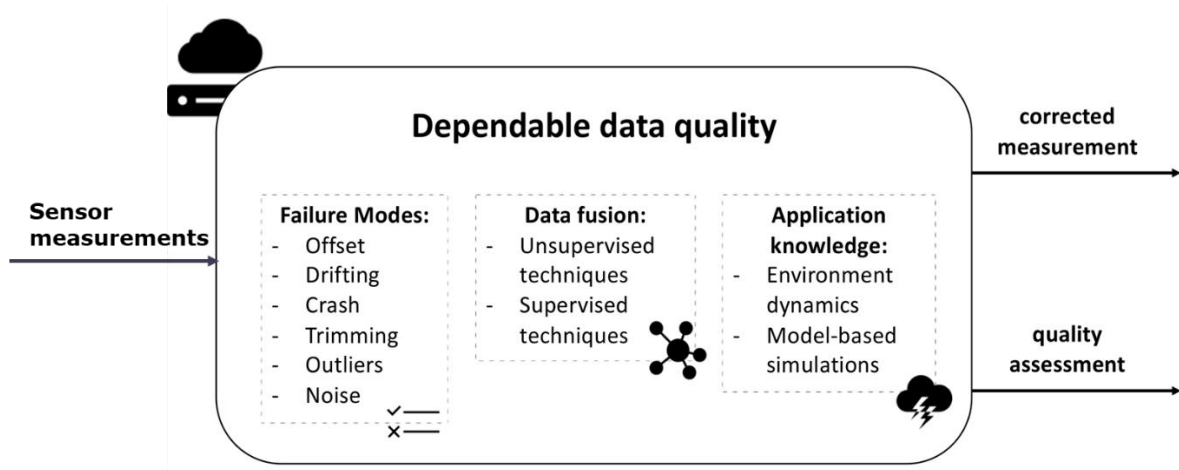 Dependable data quality
Sensor
measurements
Failure Modes:
- Offset
- Drifting
- Crash
- Trimming
- Outliers
- Noise
Data fusion:
- Unsupervised
techniques
- Supervised
techniques
Application
knowledge:
- Environment
dynamics
- Model-based
simulations
corrected
measurement
quality
assessment